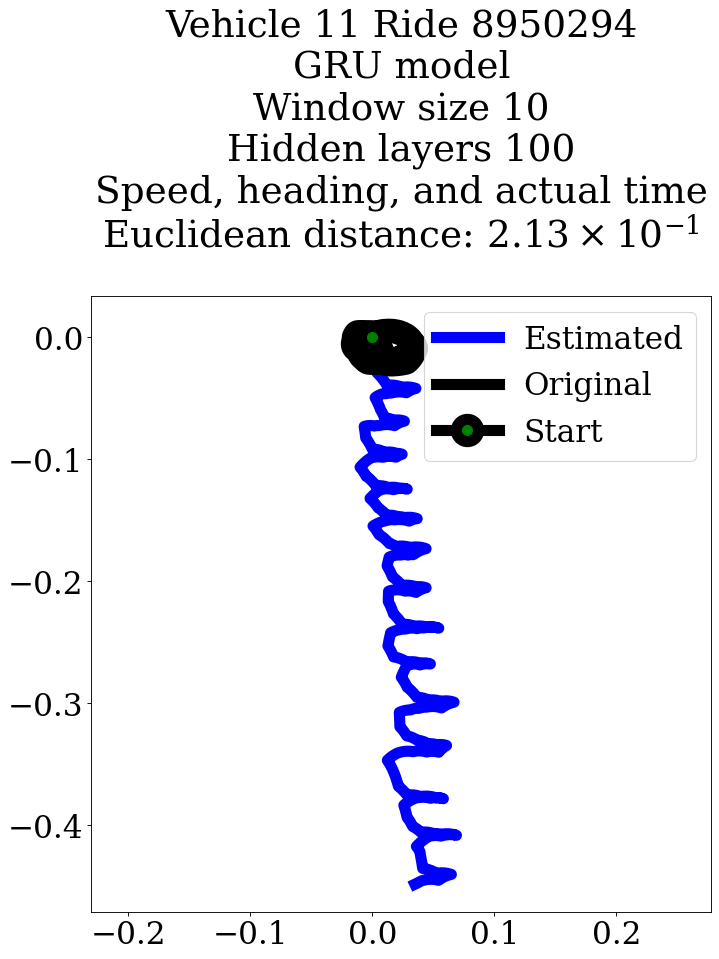 Vehicle 11 Ride 8950294
GRU model
Window size 10
Hidden layers 100
Speed, heading, and actual time
Euclidean distance: 2.13 × 10⁻¹
Estimated
Original
Start
0.0
−0.1
−0.2
−0.3
−0.4
−0.2 −0.1 0.0 0.1 0.2